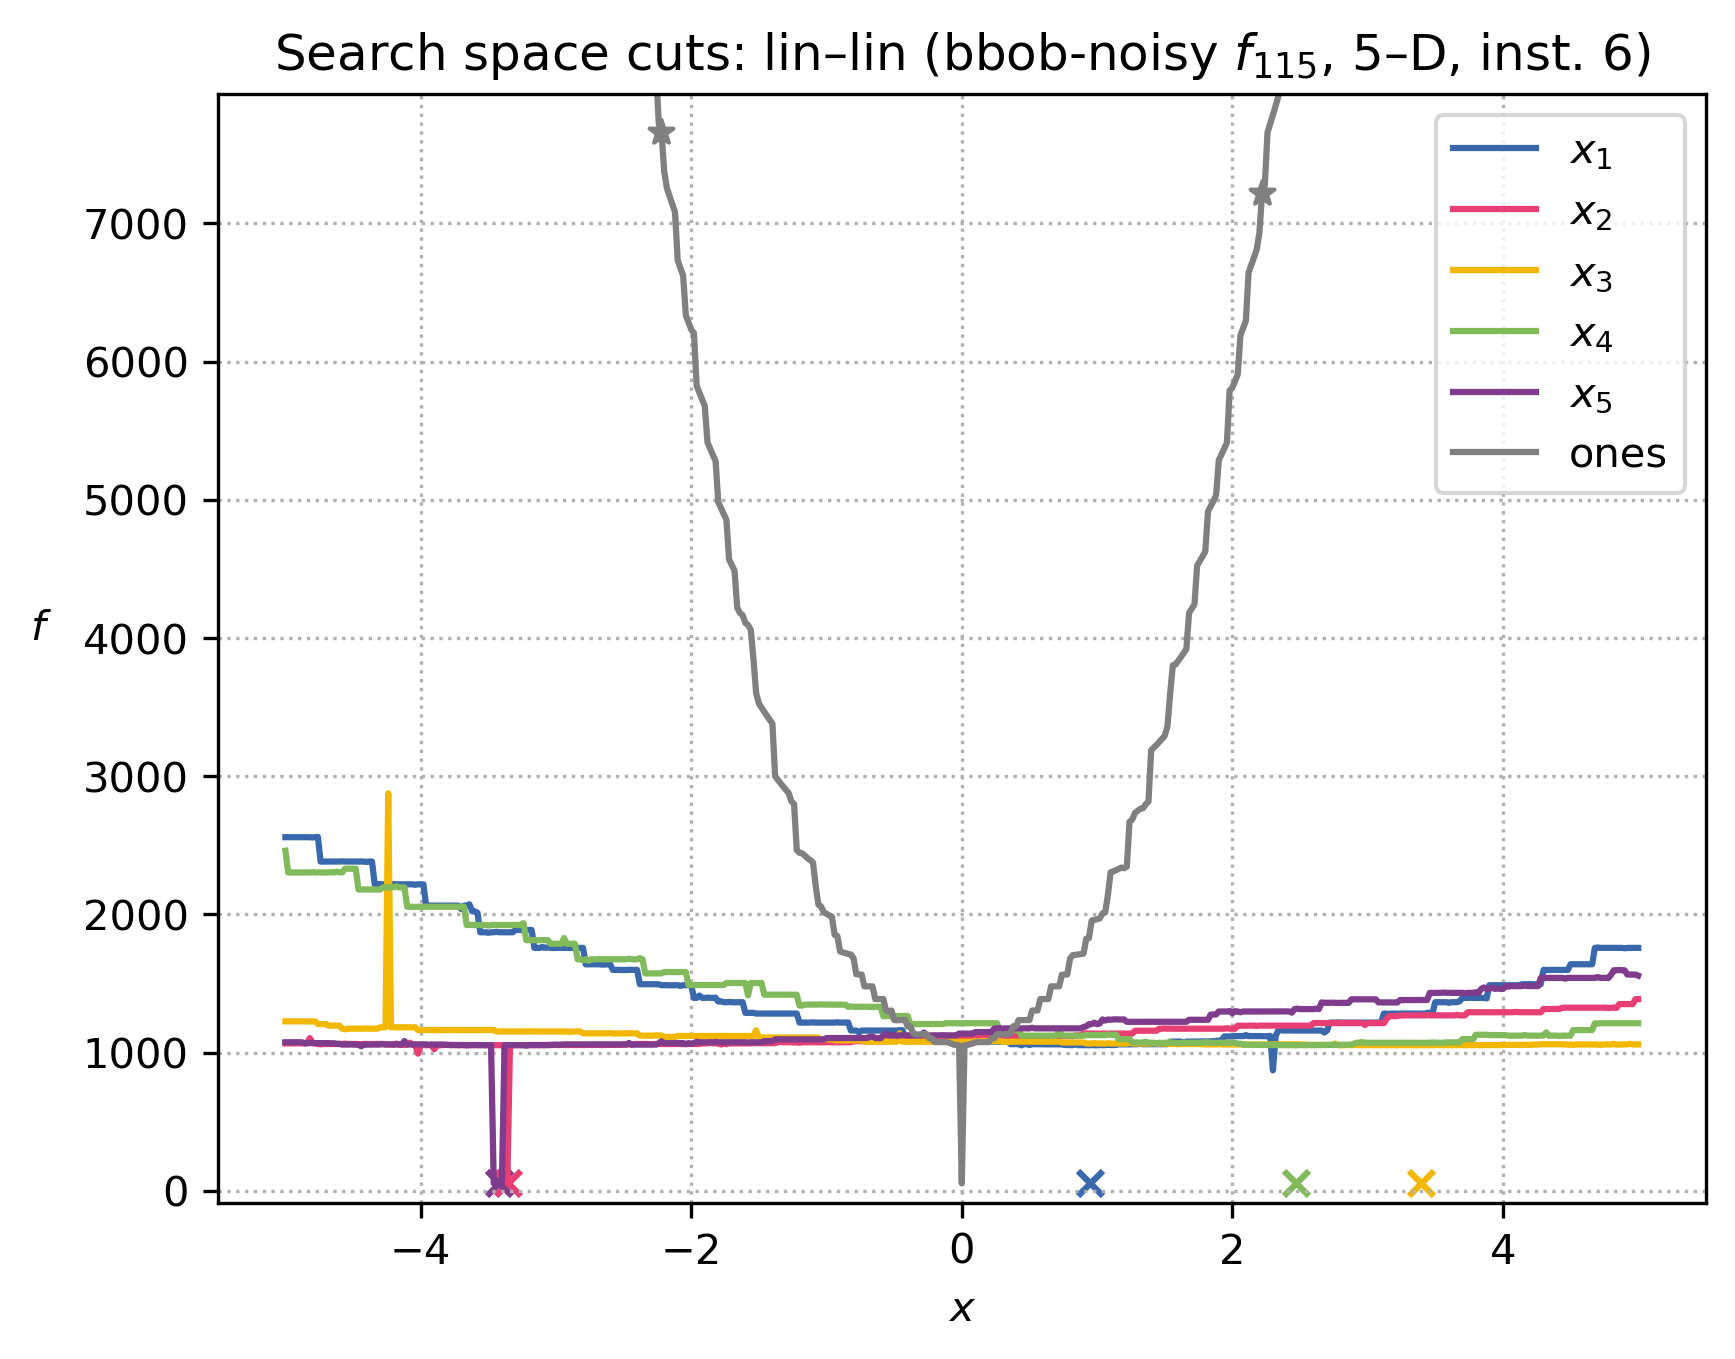 Search space cuts: lin–lin (bbob-noisy f₁₁₅, 5–D, inst. 6)
x₁
x₂
x₃
x₄
x₅
ones
f
7000
6000
5000
4000
3000
2000
1000
0
−4 −2 0 2 4
x